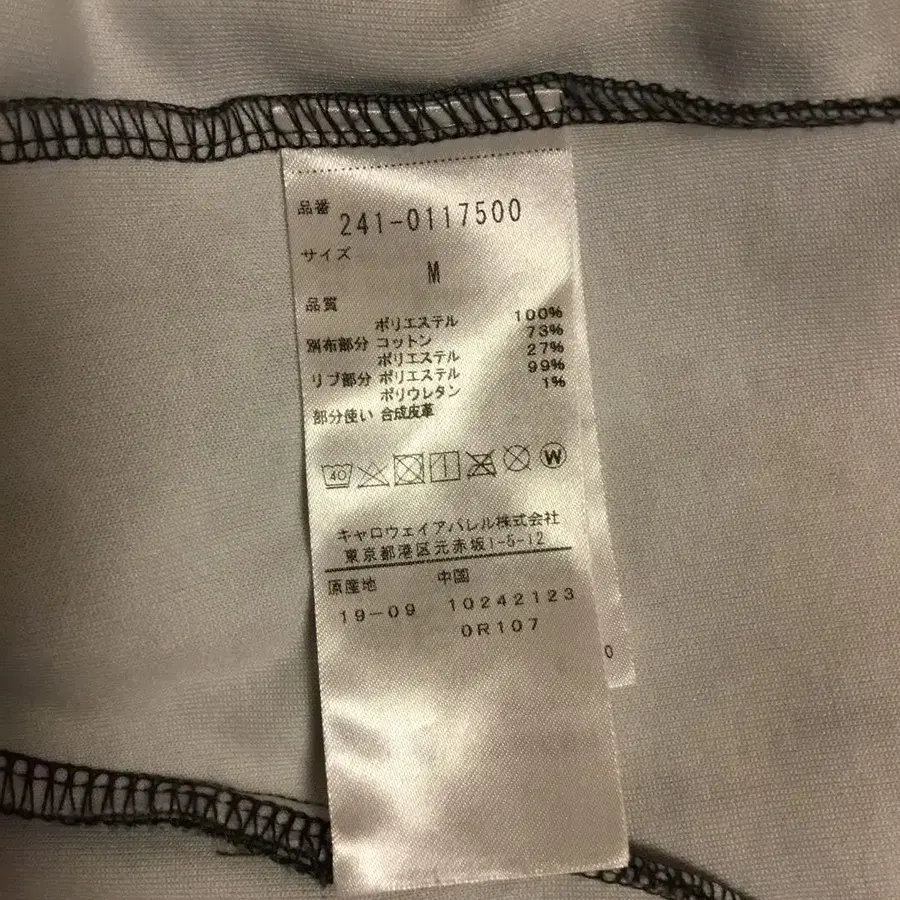 品番 241-0117500
サイズ
M
品質
ポリエステル 100%
別布部分 コットン 73%
ポリエステル 27%
リブ部分 ポリエステル 99%
ポリウレタン 1%
部分使い 合成皮革
40 W
キャロウェイアパレル株式会社
東京都港区元赤坂1-5-12
原産地 中国
19-09 10242123
0R107
0